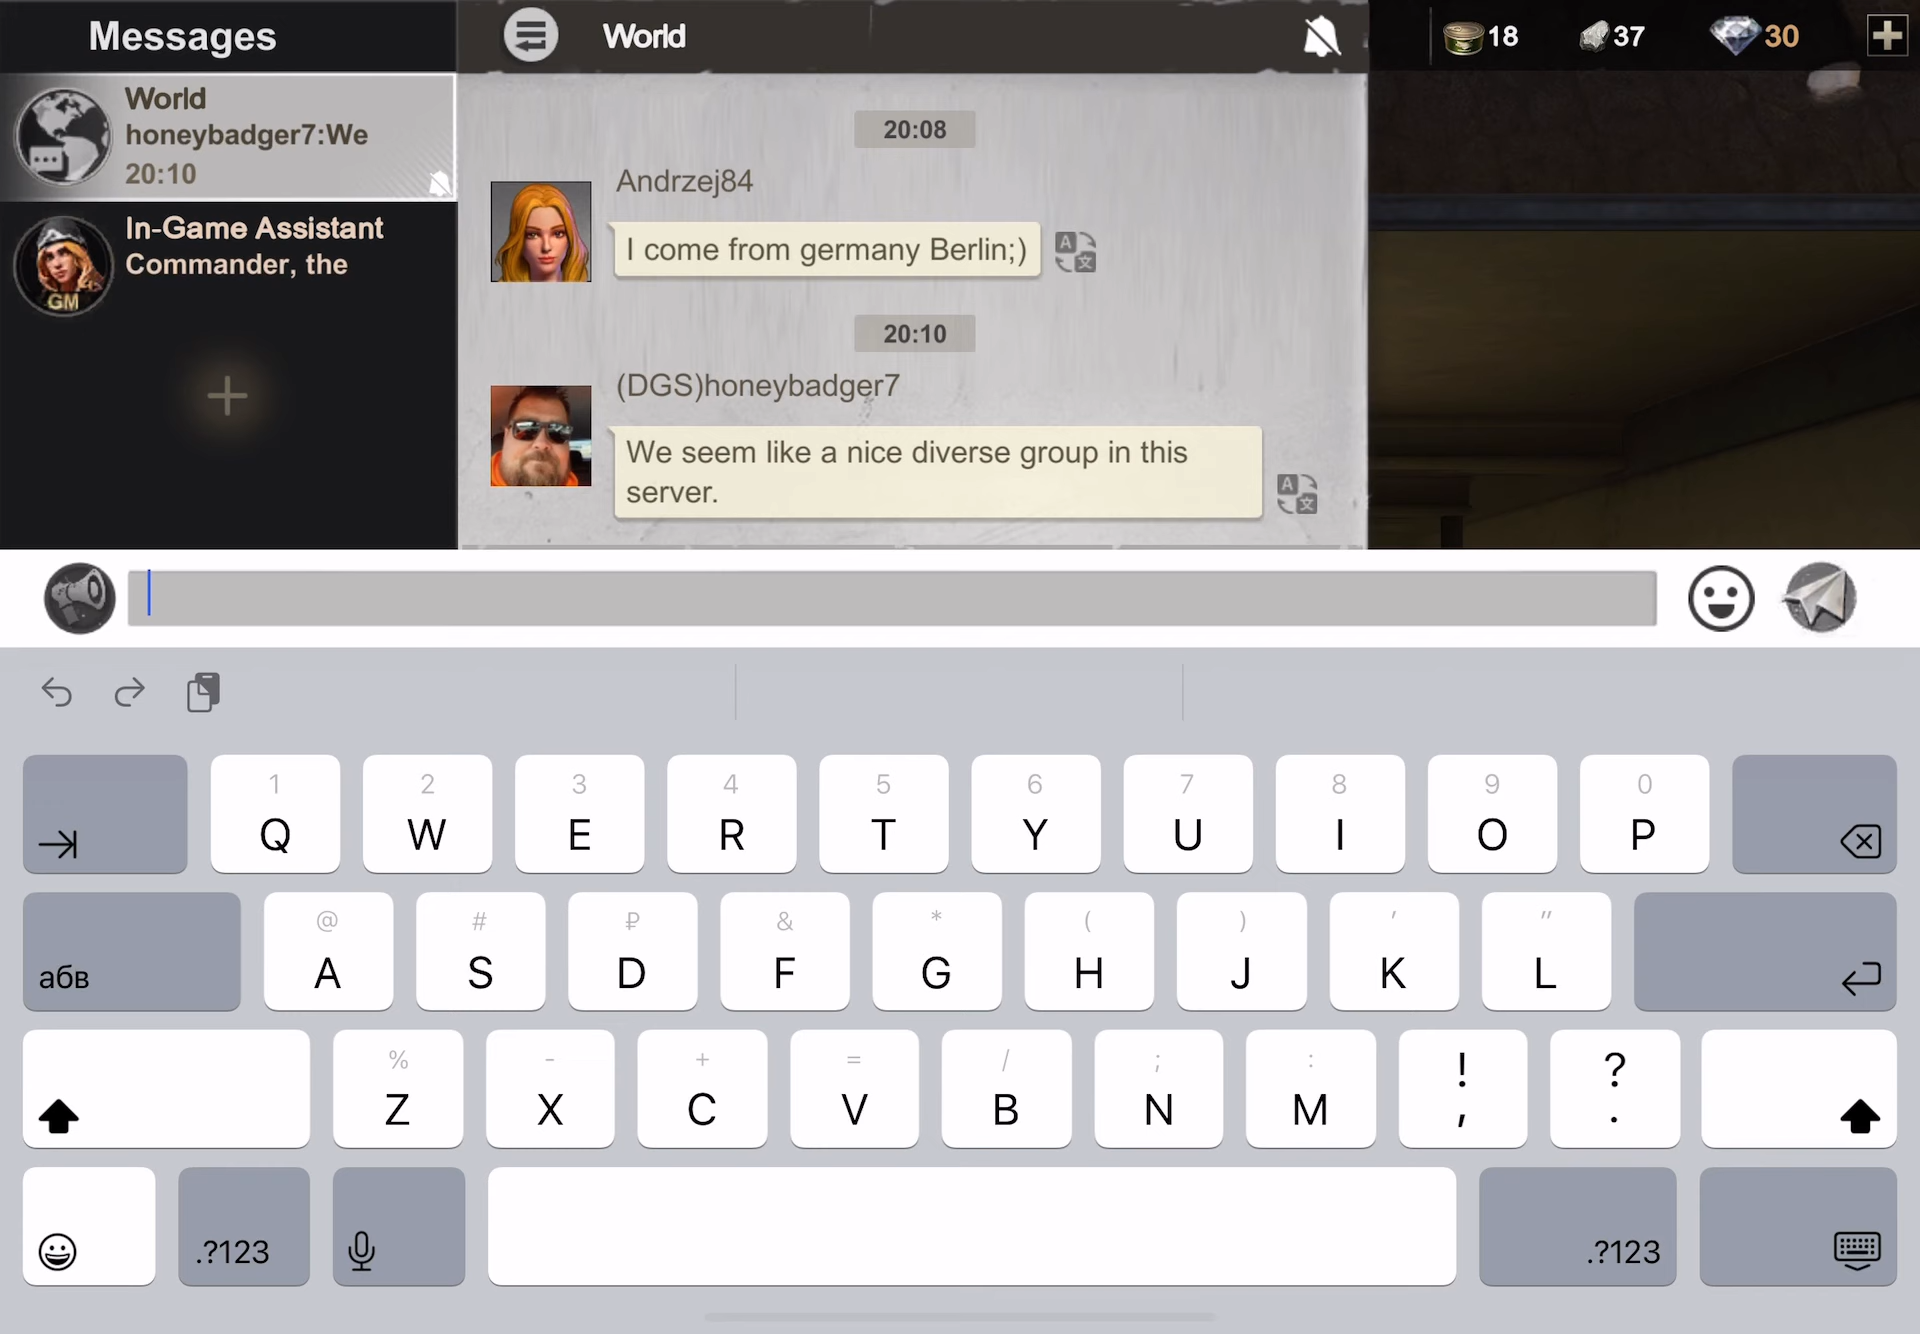 Messages
World
18
37
30
World
honeybadger7:We
20:10
In-Game Assistant
Commander, the
GM
20:08
Andrzej84
I come from germany Berlin;)
20:10
(DGS)honeybadger7
We seem like a nice diverse group in this
server.
1 2 3 4 5 6 7 8 9 0
Q W E R T Y U I O P
@ # ₽ & * ( ) ' "
абв A S D F G H J K L
% - + = / ; : ! ?
Z X C V B N M , .
.?123 .?123